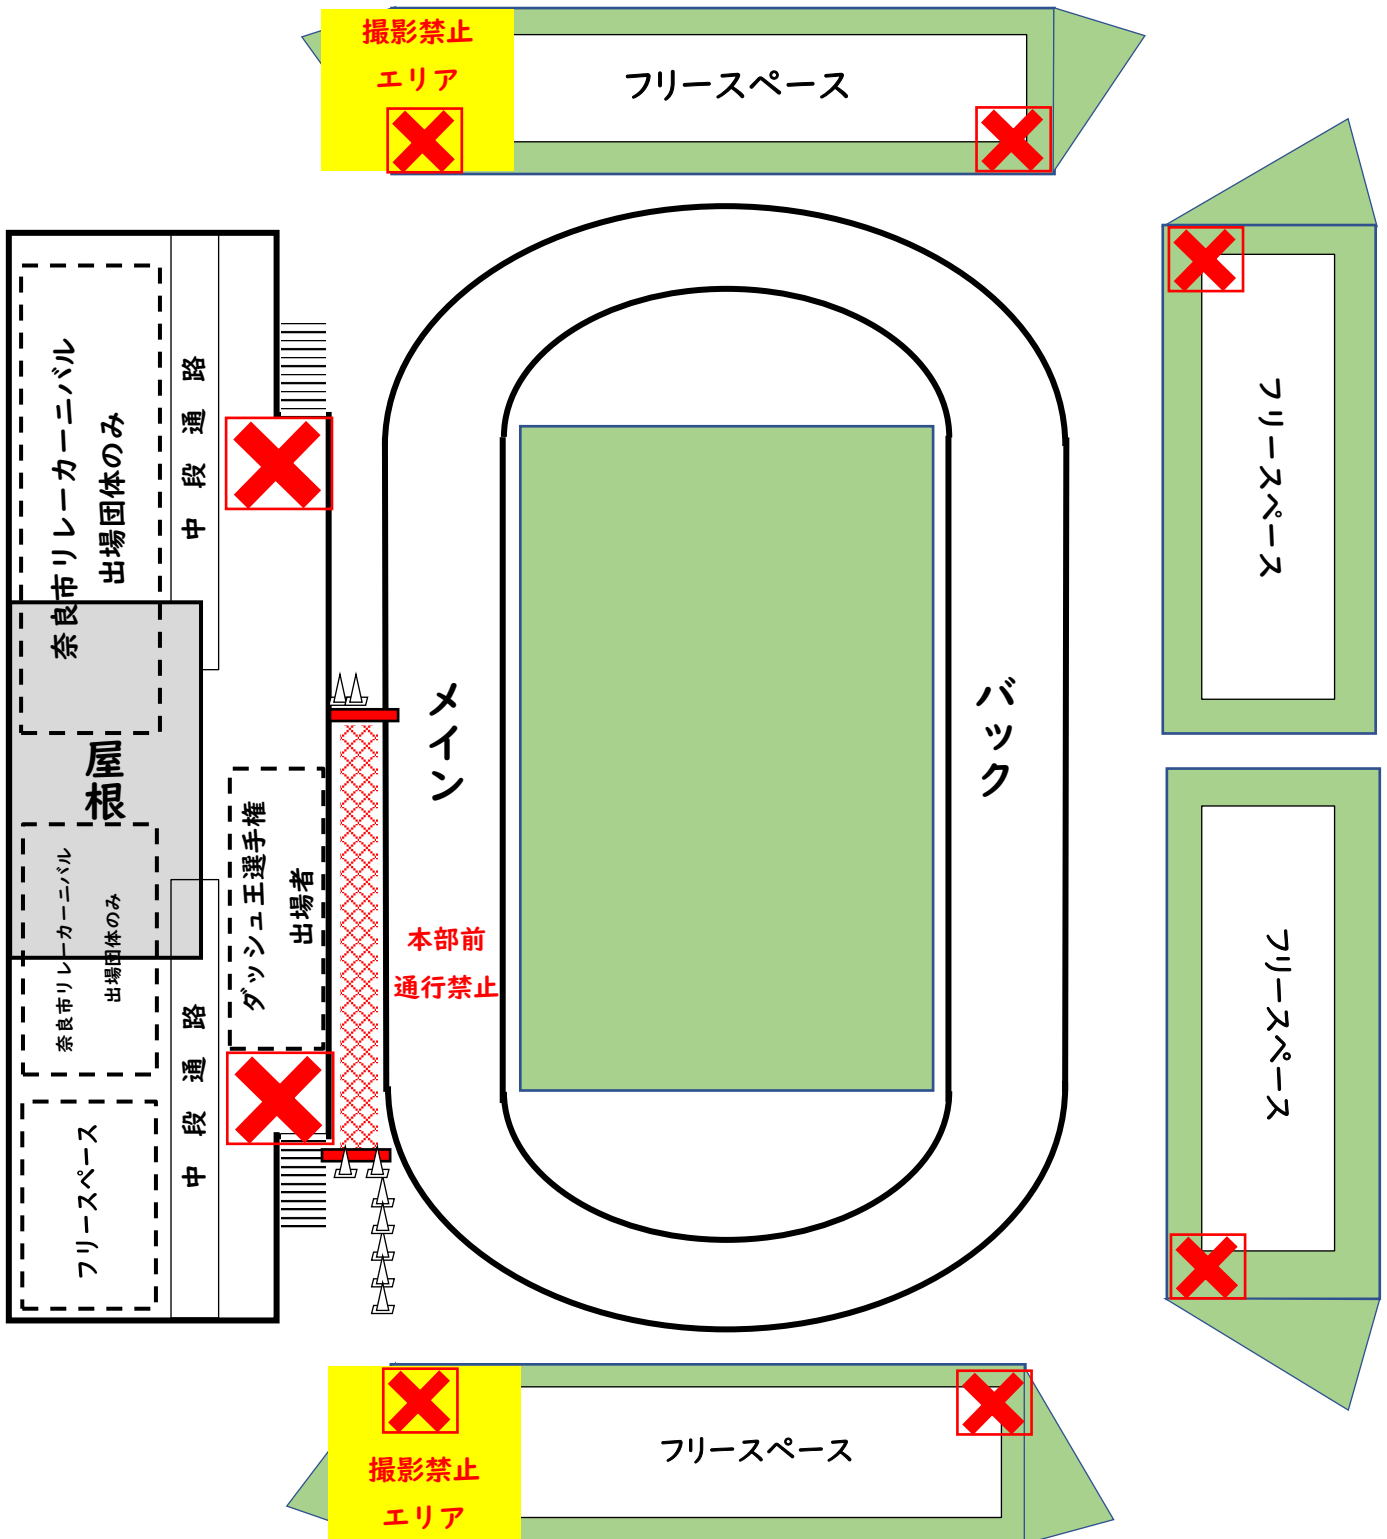 撮影禁止
エリア
フリースペース
奈良市リレーカーニバル
出場団体のみ
中段通路
フリースペース
屋根
メイン
バック
ダッシュ王選手権
出場者
奈良市リレーカーニバル
出場団体のみ
本部前
通行禁止
中段通路
フリースペース
フリースペース
フリースペース
撮影禁止
エリア